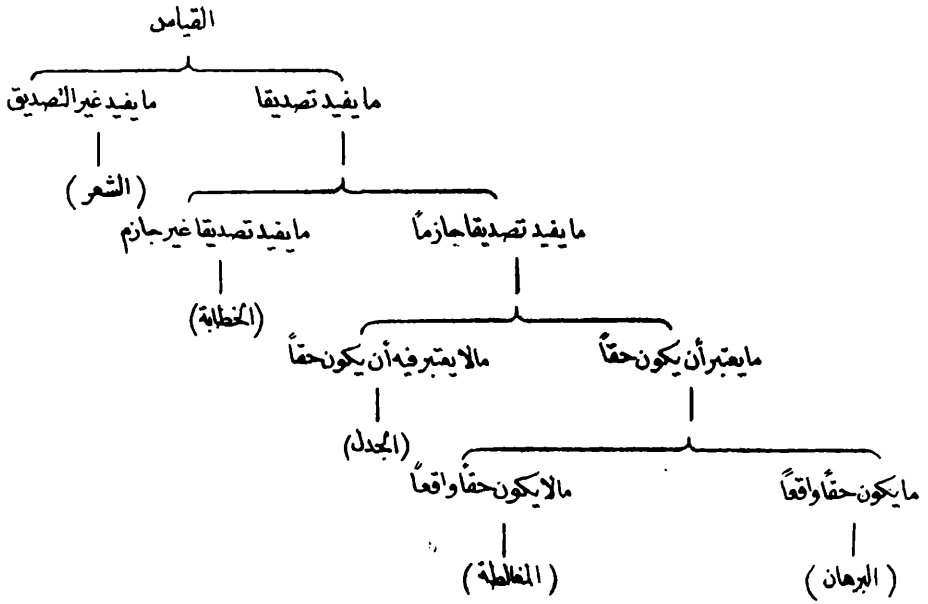 القياس
ما يفيد تصديقا
ما يفيد غير التصديق
(الشعر)
ما يفيد تصديقا جازماً
ما يفيد تصديقا غير جازم
(الخطابة)
ما يعتبر أن يكون حقاً
ما لا يعتبر فيه أن يكون حقاً
(الجدل)
ما يكون حقاً واقعاً
ما لا يكون حقاً واقعاً
(البرهان)
(المغالطة)